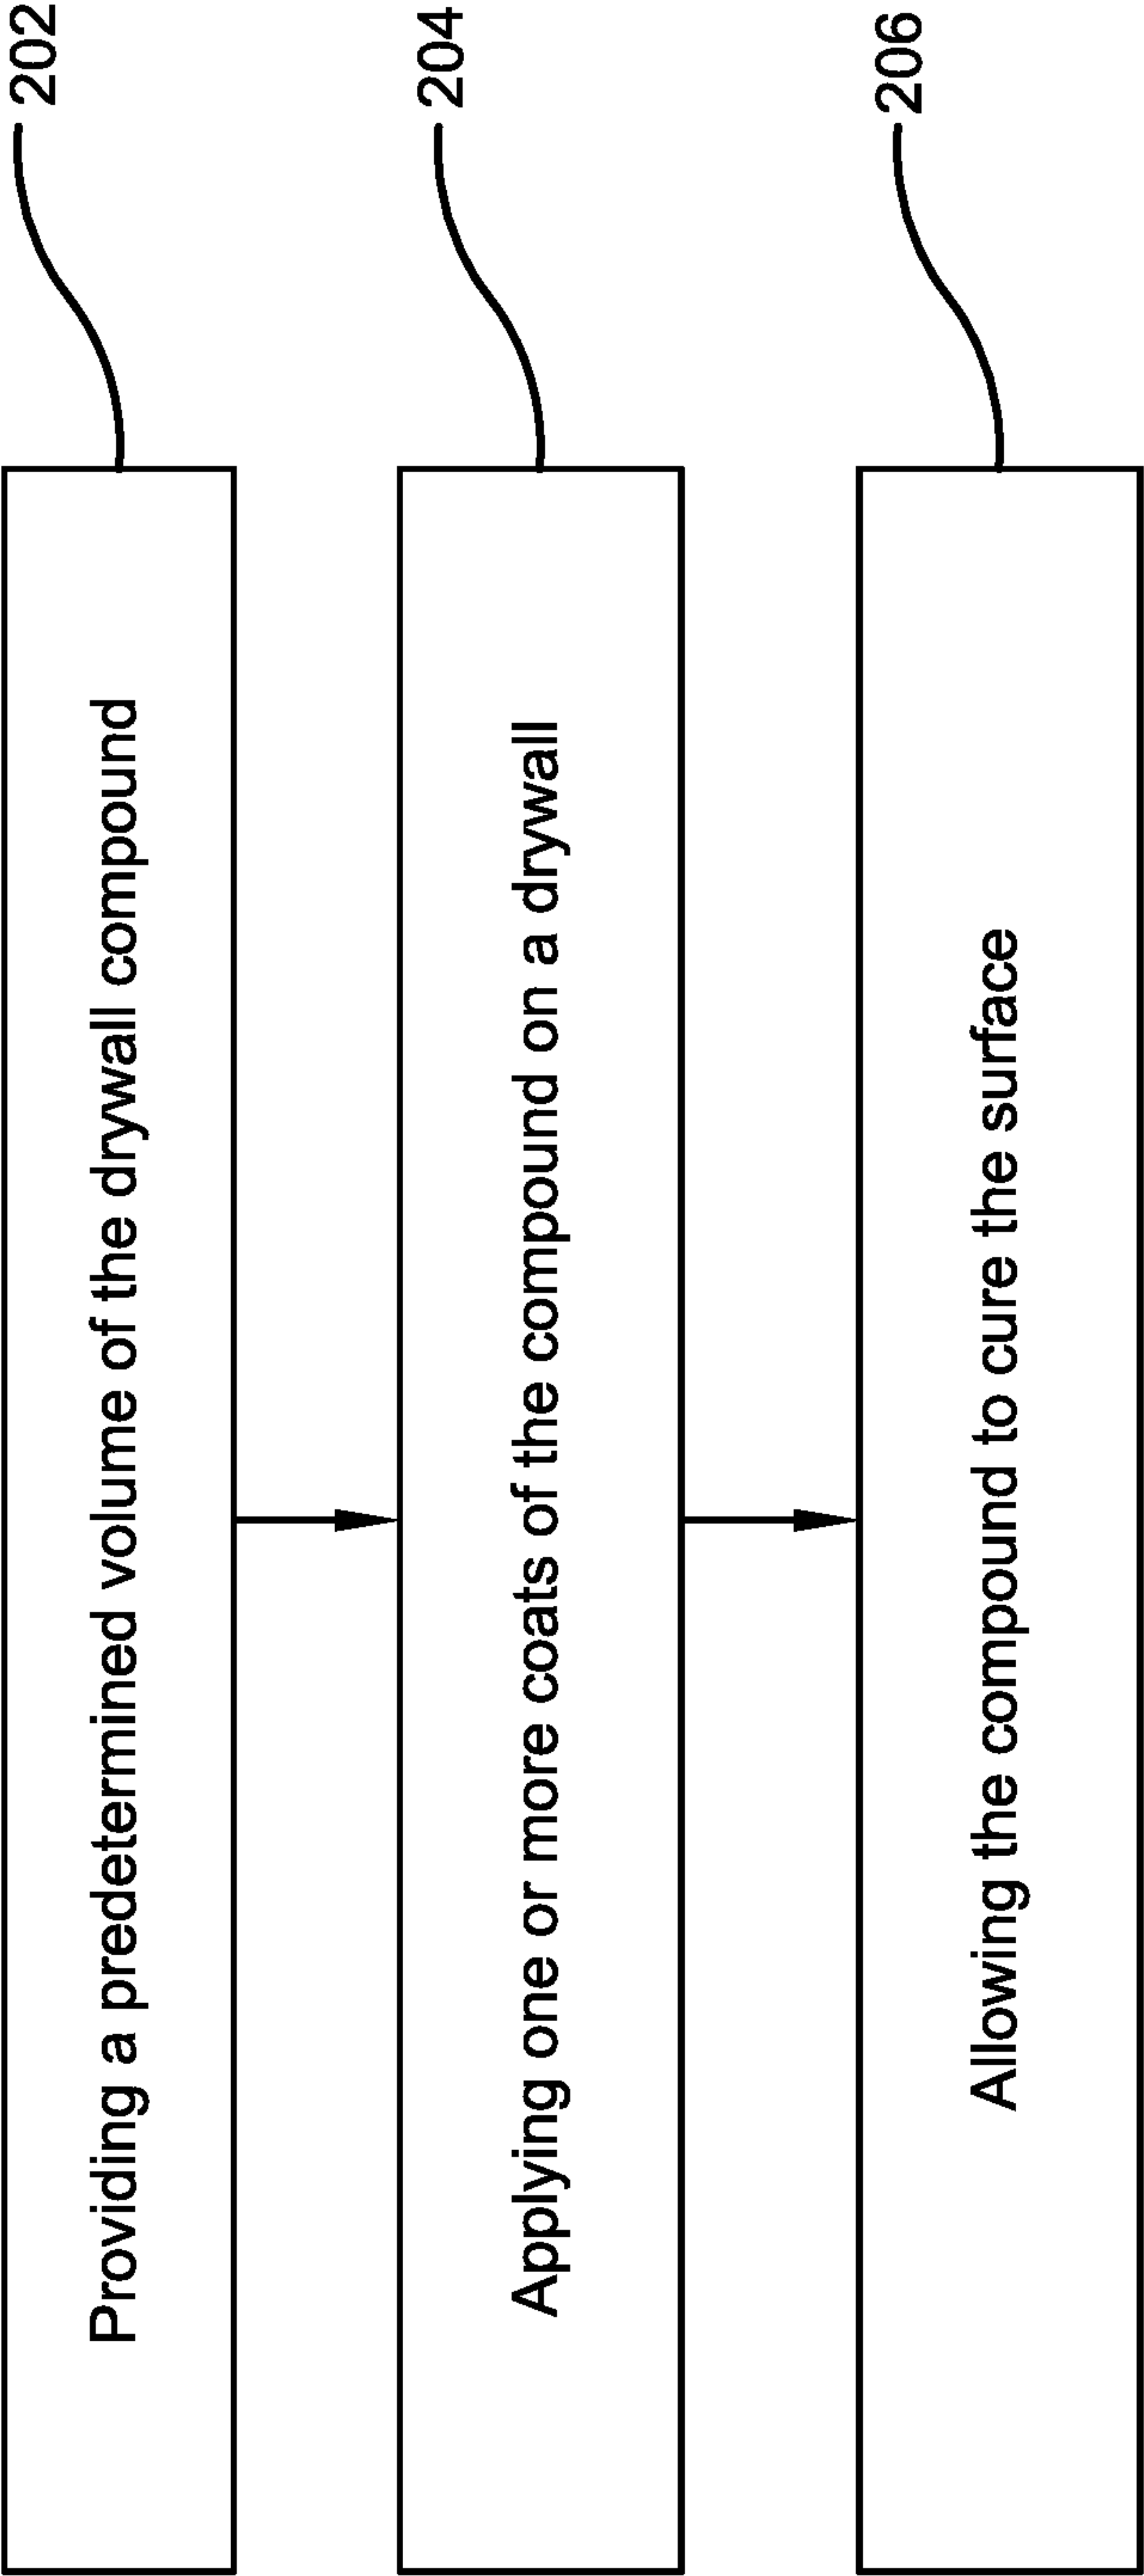 Providing a predetermined volume of the drywall compound
202
Applying one or more coats of the compound on a drywall
204
Allowing the compound to cure the surface
206